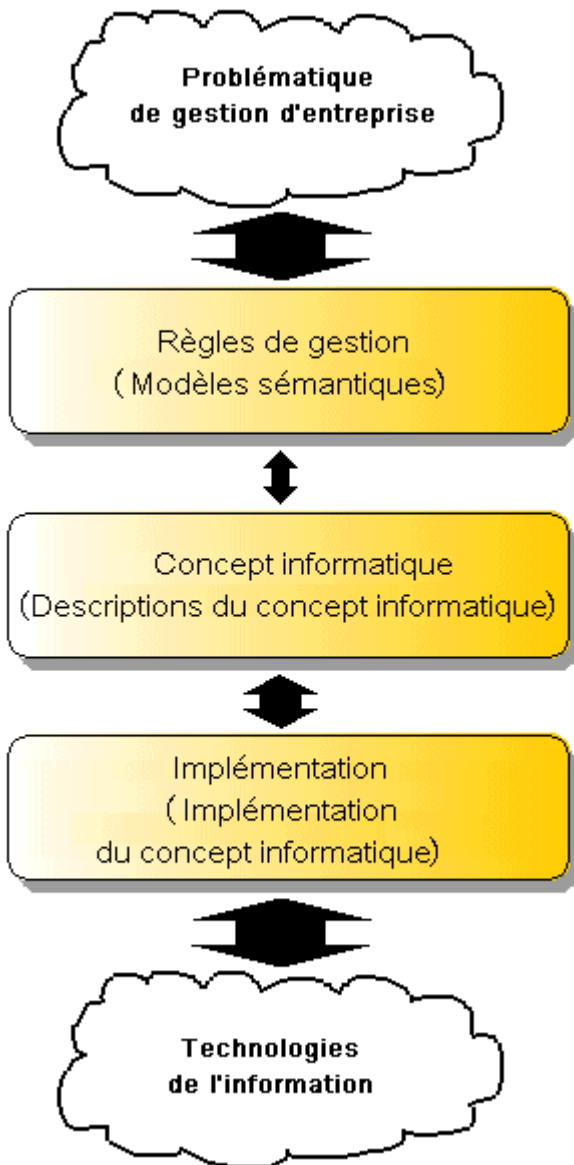 Problématique
de gestion d'entreprise
Règles de gestion
( Modèles sémantiques)
Concept informatique
(Descriptions du concept informatique)
Implémentation
( Implémentation
du concept informatique)
Technologies
de l'information